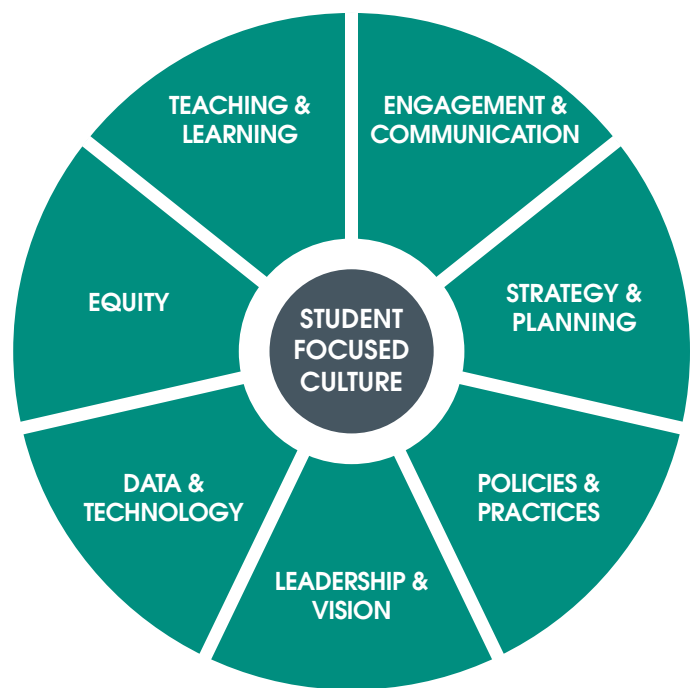 TEACHING &
LEARNING
ENGAGEMENT &
COMMUNICATION
EQUITY
STRATEGY &
PLANNING
STUDENT
FOCUSED
CULTURE
DATA &
TECHNOLOGY
POLICIES &
PRACTICES
LEADERSHIP &
VISION